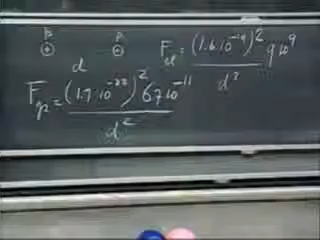 p p
d
F_el = (1.6·10^-19)^2 9 10^9 / d^2
F_gr = (1.7·10^-27)^2 6.7 10^-11 / d^2